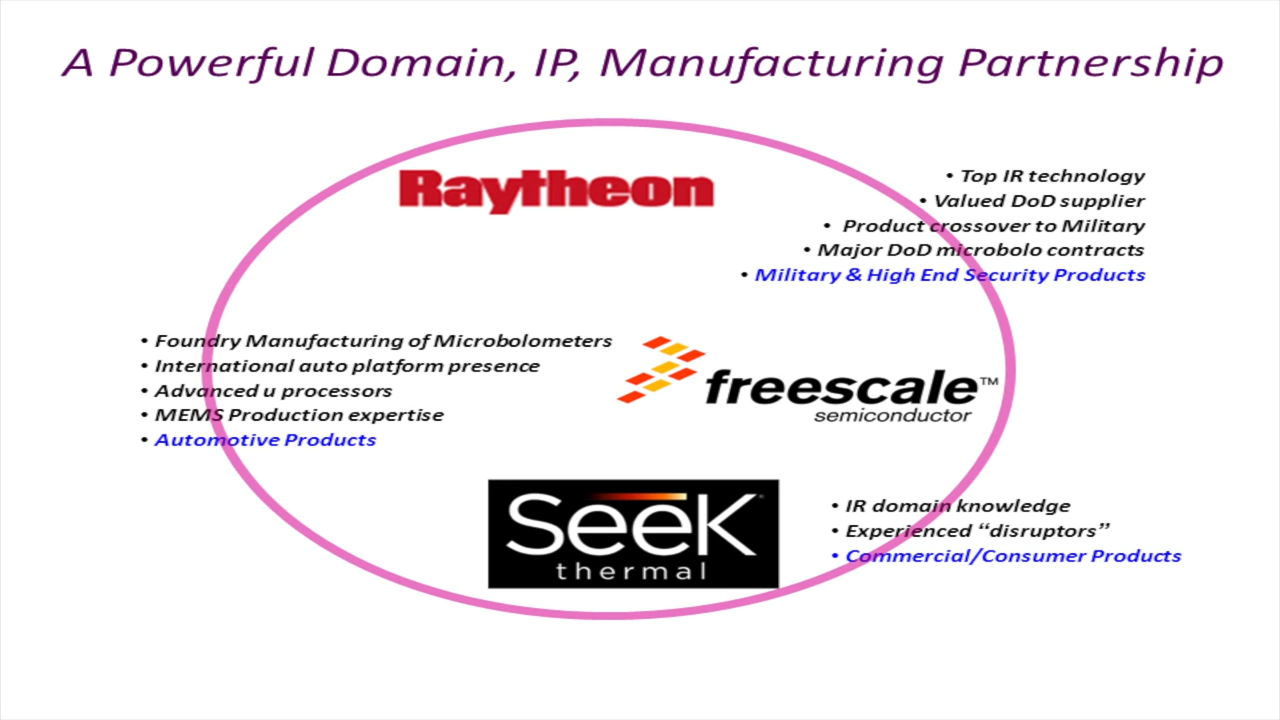 A Powerful Domain, IP, Manufacturing Partnership
Raytheon
• Top IR technology
• Valued DoD supplier
• Product crossover to Military
• Major DoD microbolo contracts
• Military & High End Security Products
• Foundry Manufacturing of Microbolometers
• International auto platform presence
• Advanced u processors
• MEMS Production expertise
• Automotive Products
freescale™
semiconductor
Seek
thermal
• IR domain knowledge
• Experienced “disruptors”
• Commercial/Consumer Products